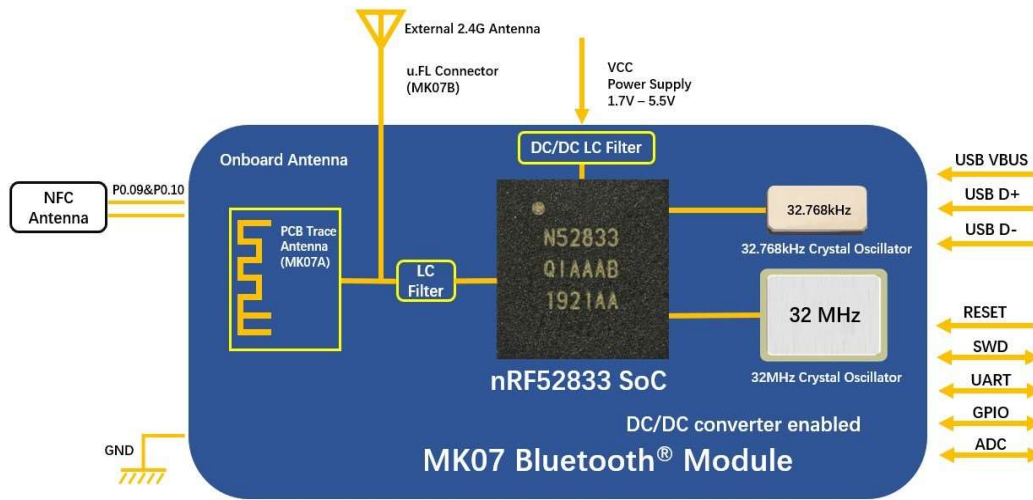 External 2.4G Antenna
u.FL Connector
(MK07B)
VCC
Power Supply
1.7V – 5.5V
Onboard Antenna
DC/DC LC Filter
NFC
Antenna
P0.09&P0.10
PCB Trace
Antenna
(MK07A)
LC
Filter
N52833
QIAAAB
1921AA
nRF52833 SoC
32.768kHz
32.768kHz Crystal Oscillator
32 MHz
32MHz Crystal Oscillator
USB VBUS
USB D+
USB D-
RESET
SWD
UART
GPIO
ADC
GND
DC/DC converter enabled
MK07 Bluetooth® Module